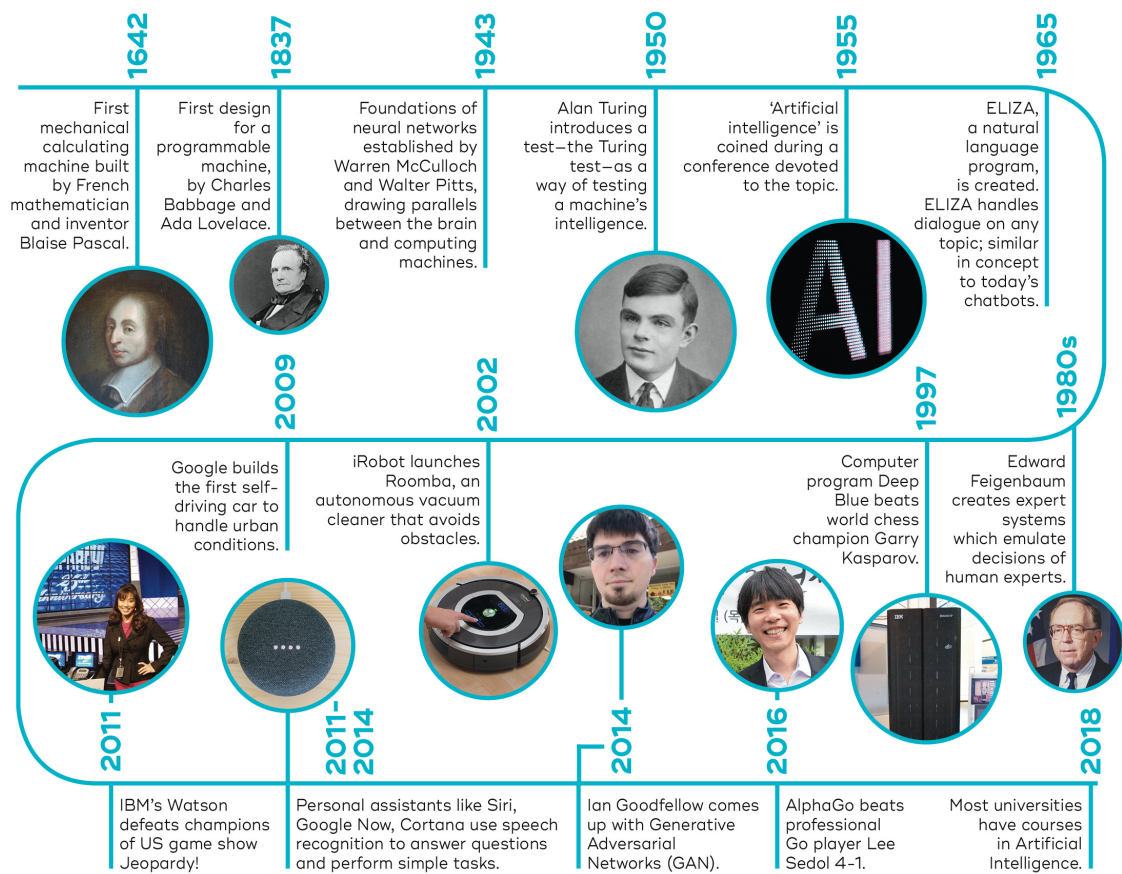 1642
First
mechanical
calculating
machine built
by French
mathematician
and inventor
Blaise Pascal.
1837
First design
for a
programmable
machine,
by Charles
Babbage and
Ada Lovelace.
1943
Foundations of
neural networks
established by
Warren McCulloch
and Walter Pitts,
drawing parallels
between the brain
and computing
machines.
1950
Alan Turing
introduces a
test—the Turing
test—as a
way of testing
a machine’s
intelligence.
1955
‘Artificial
intelligence’ is
coined during a
conference devoted
to the topic.
AI
1965
ELIZA,
a natural
language
program,
is created.
ELIZA handles
dialogue on any
topic; similar
in concept
to today’s
chatbots.
1980s
Edward
Feigenbaum
creates expert
systems
which emulate
decisions of
human experts.
1997
Computer
program Deep
Blue beats
world chess
champion Garry
Kasparov.
IBM
2002
iRobot launches
Roomba, an
autonomous vacuum
cleaner that avoids
obstacles.
2009
Google builds
the first self-
driving car to
handle urban
conditions.
2011
IBM’s Watson
defeats champions
of US game show
Jeopardy!
2011-
2014
Personal assistants like Siri,
Google Now, Cortana use speech
recognition to answer questions
and perform simple tasks.
2014
Ian Goodfellow comes
up with Generative
Adversarial
Networks (GAN).
2016
AlphaGo beats
professional
Go player Lee
Sedol 4-1.
2018
Most universities
have courses
in Artificial
Intelligence.